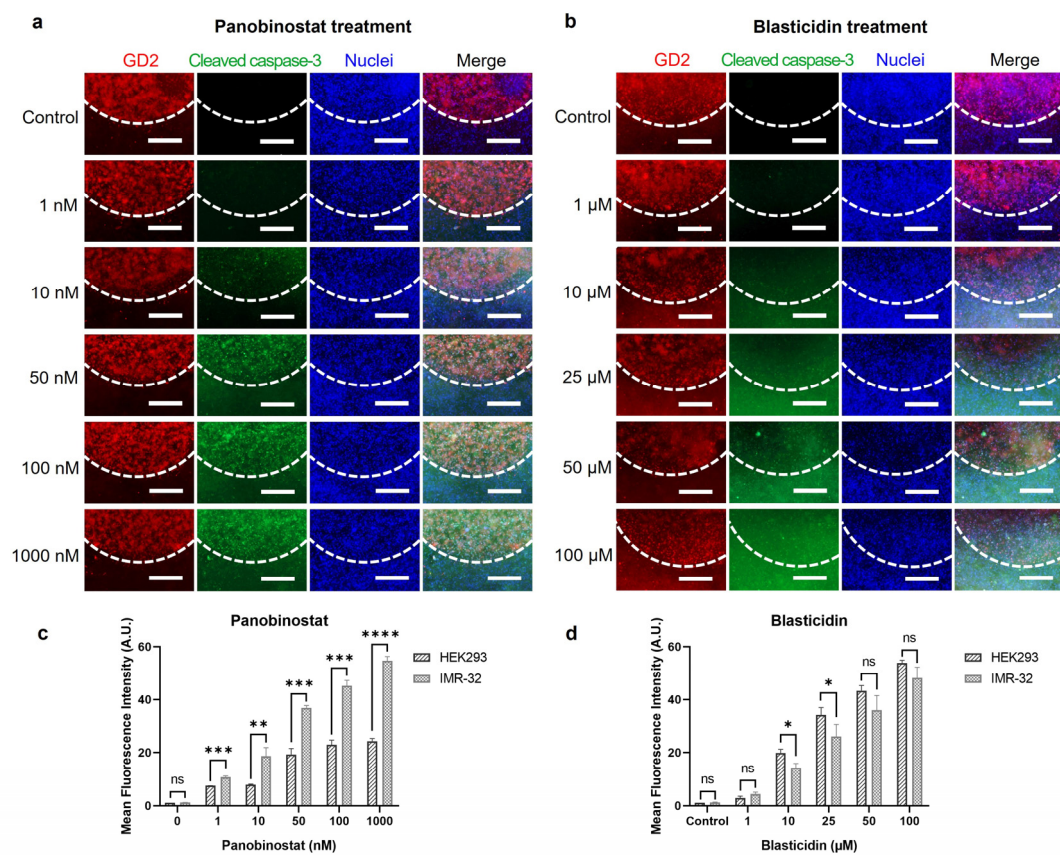 a Panobinostat treatment
GD2 Cleaved caspase-3 Nuclei Merge
Control
1 nM
10 nM
50 nM
100 nM
1000 nM
b Blasticidin treatment
GD2 Cleaved caspase-3 Nuclei Merge
Control
1 µM
10 µM
25 µM
50 µM
100 µM
c Panobinostat
Mean Fluorescence Intensity (A.U.)
60
40
20
0
ns *** ** *** *** ****
HEK293
IMR-32
0 1 10 50 100 1000
Panobinostat (nM)
d Blasticidin
Mean Fluorescence Intensity (A.U.)
60
40
20
0
ns ns * * ns ns
HEK293
IMR-32
Control 1 10 25 50 100
Blasticidin (µM)